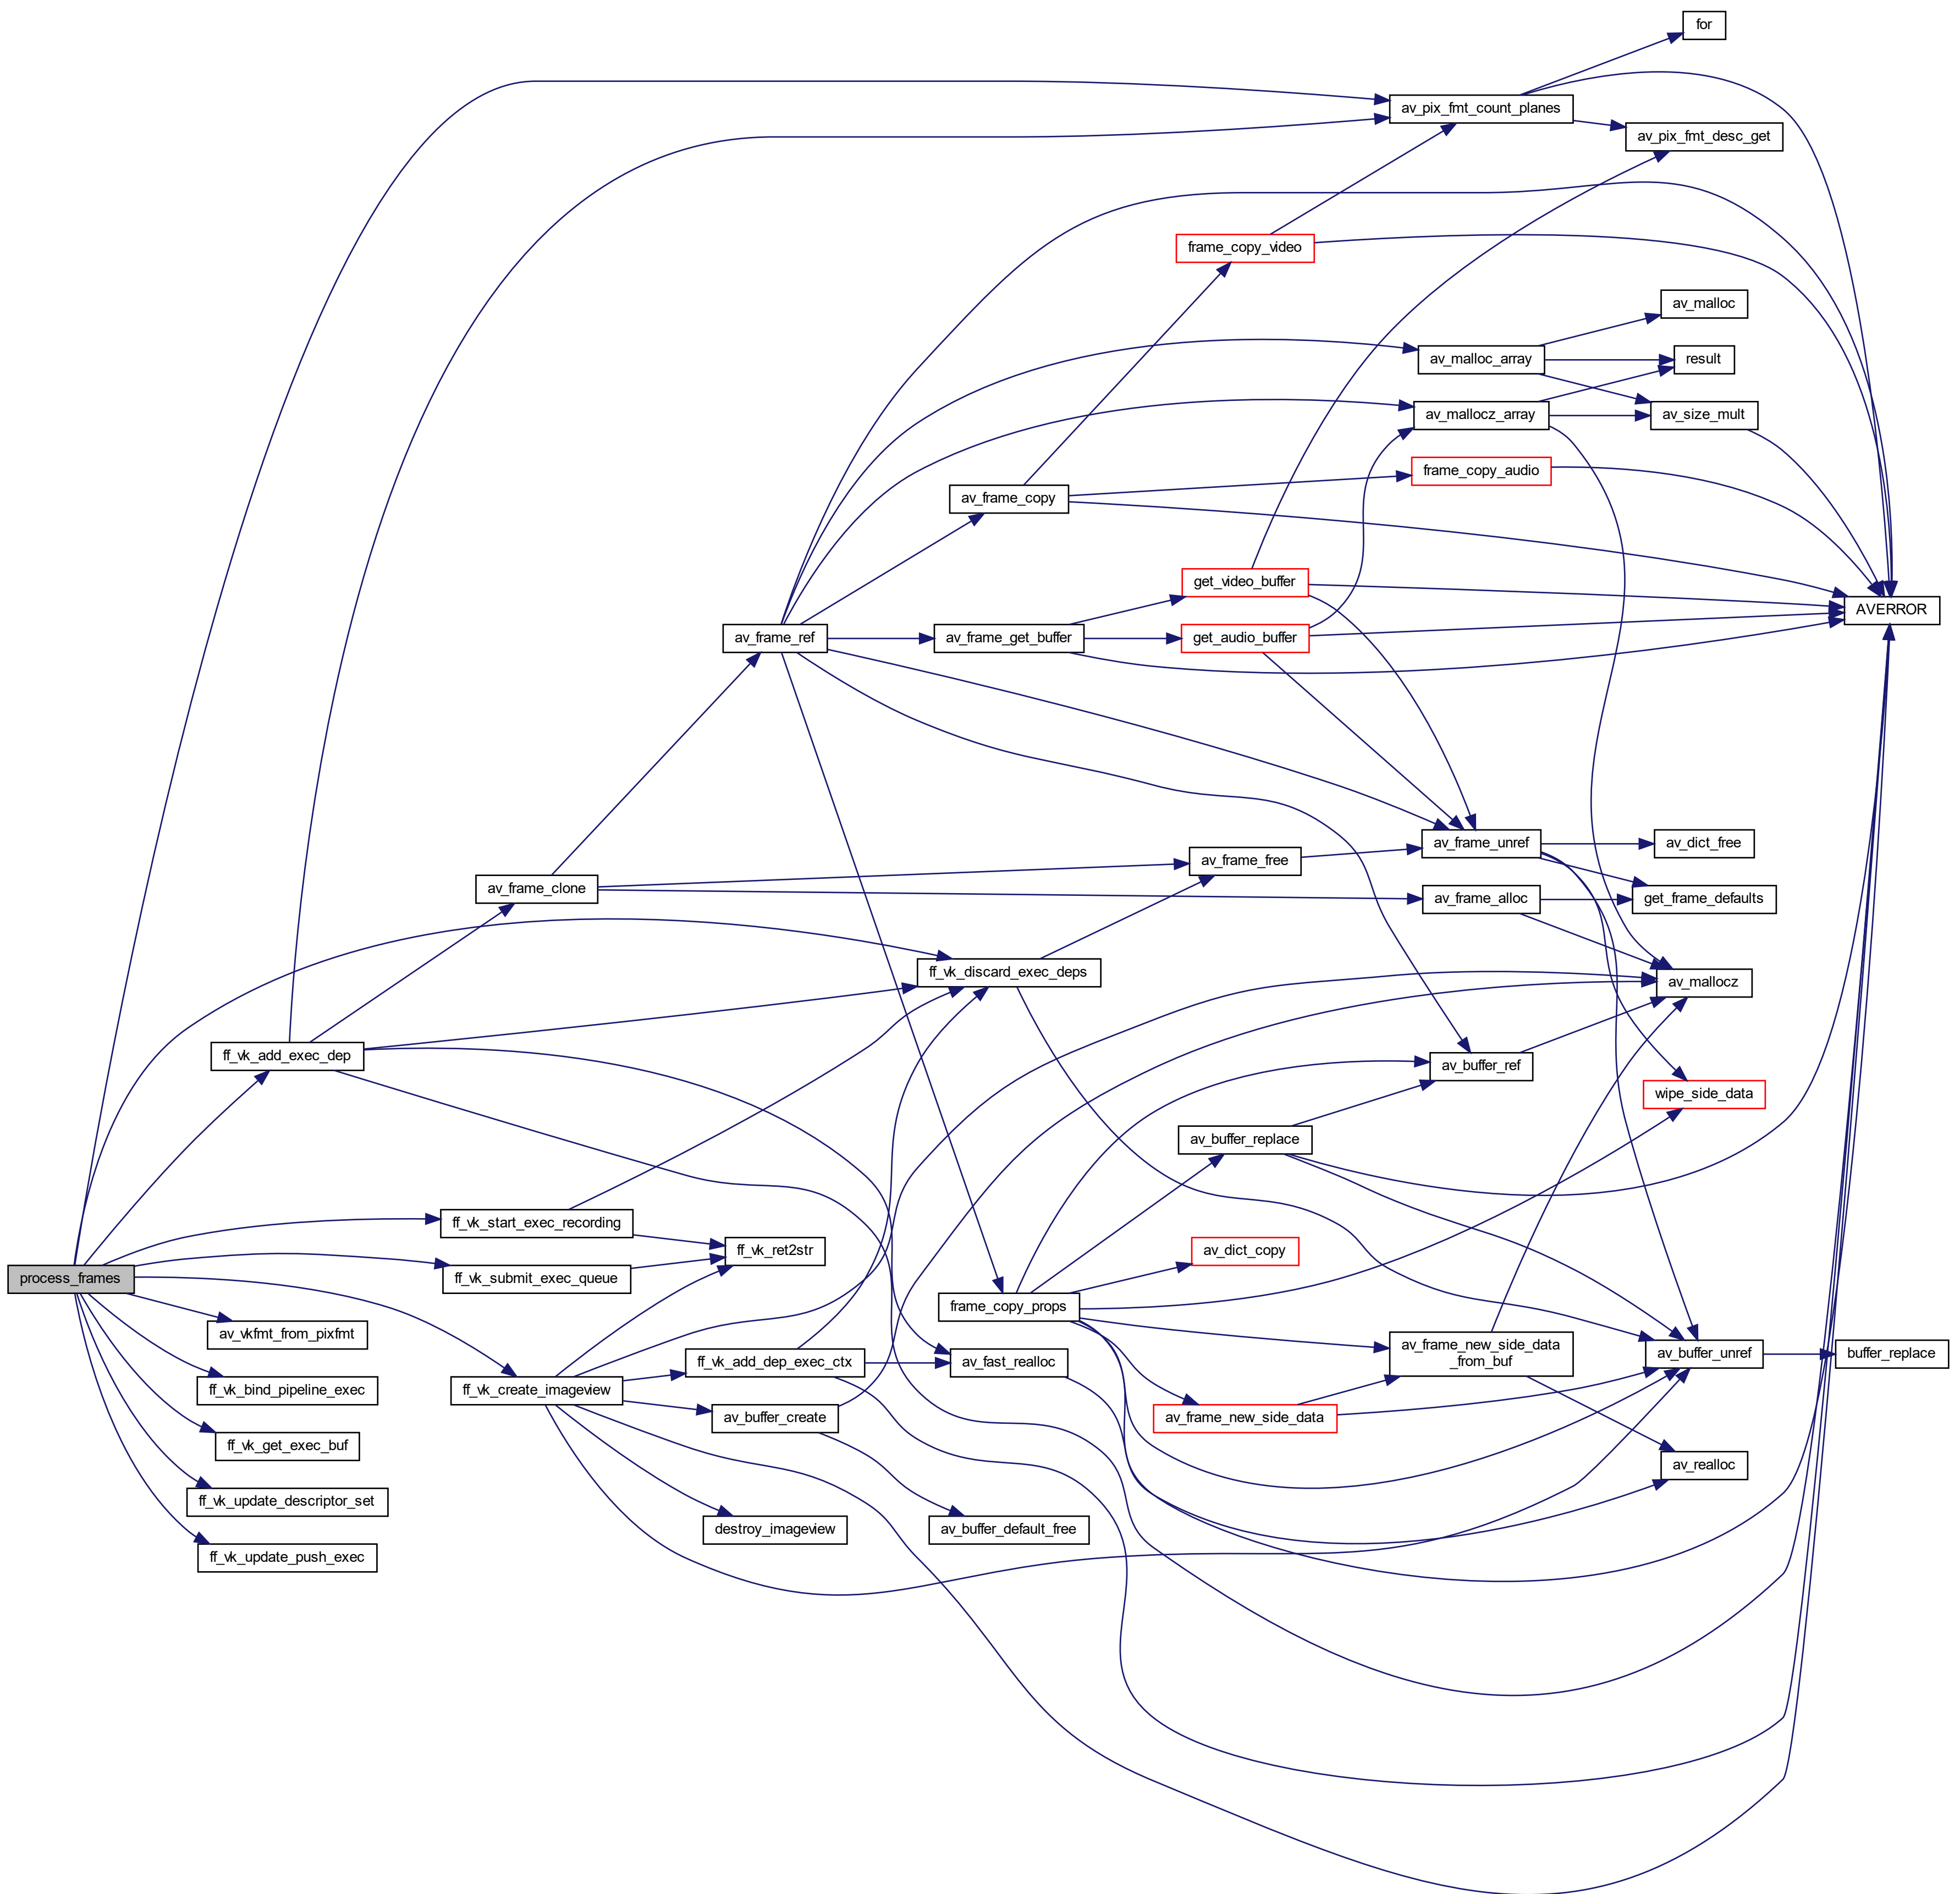 for
av_pix_fmt_count_planes
av_pix_fmt_desc_get
frame_copy_video
av_malloc
av_malloc_array
result
av_mallocz_array
av_size_mult
frame_copy_audio
av_frame_copy
get_video_buffer
AVERROR
av_frame_ref
av_frame_get_buffer
get_audio_buffer
av_frame_unref
av_dict_free
av_frame_free
av_frame_clone
av_frame_alloc
get_frame_defaults
ff_vk_discard_exec_deps
av_mallocz
ff_vk_add_exec_dep
av_buffer_ref
wipe_side_data
av_buffer_replace
ff_vk_start_exec_recording
ff_vk_ret2str
av_dict_copy
process_frames
ff_vk_submit_exec_queue
frame_copy_props
av_vkfmt_from_pixfmt
av_frame_new_side_data
_from_buf
av_buffer_unref
buffer_replace
ff_vk_add_dep_exec_ctx
av_fast_realloc
ff_vk_bind_pipeline_exec
ff_vk_create_imageview
av_buffer_create
av_frame_new_side_data
ff_vk_get_exec_buf
av_realloc
ff_vk_update_descriptor_set
destroy_imageview
av_buffer_default_free
ff_vk_update_push_exec